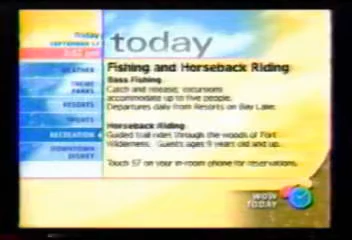 today
Friday
SEPTEMBER 17
Fishing and Horseback Riding
Bass Fishing
Catch and release; excursions
accommodate up to five people.
Departures daily from Resorts on Bay Lake.
Horseback Riding
Guided trail rides through the woods of Fort
Wilderness. Guests ages 9 years old and up.
Touch 57 on your in-room phone for reservations.
WEATHER
THEME
PARKS
RESORTS
SPORTS
RECREATION
DOWNTOWN
DISNEY
WDW
TODAY